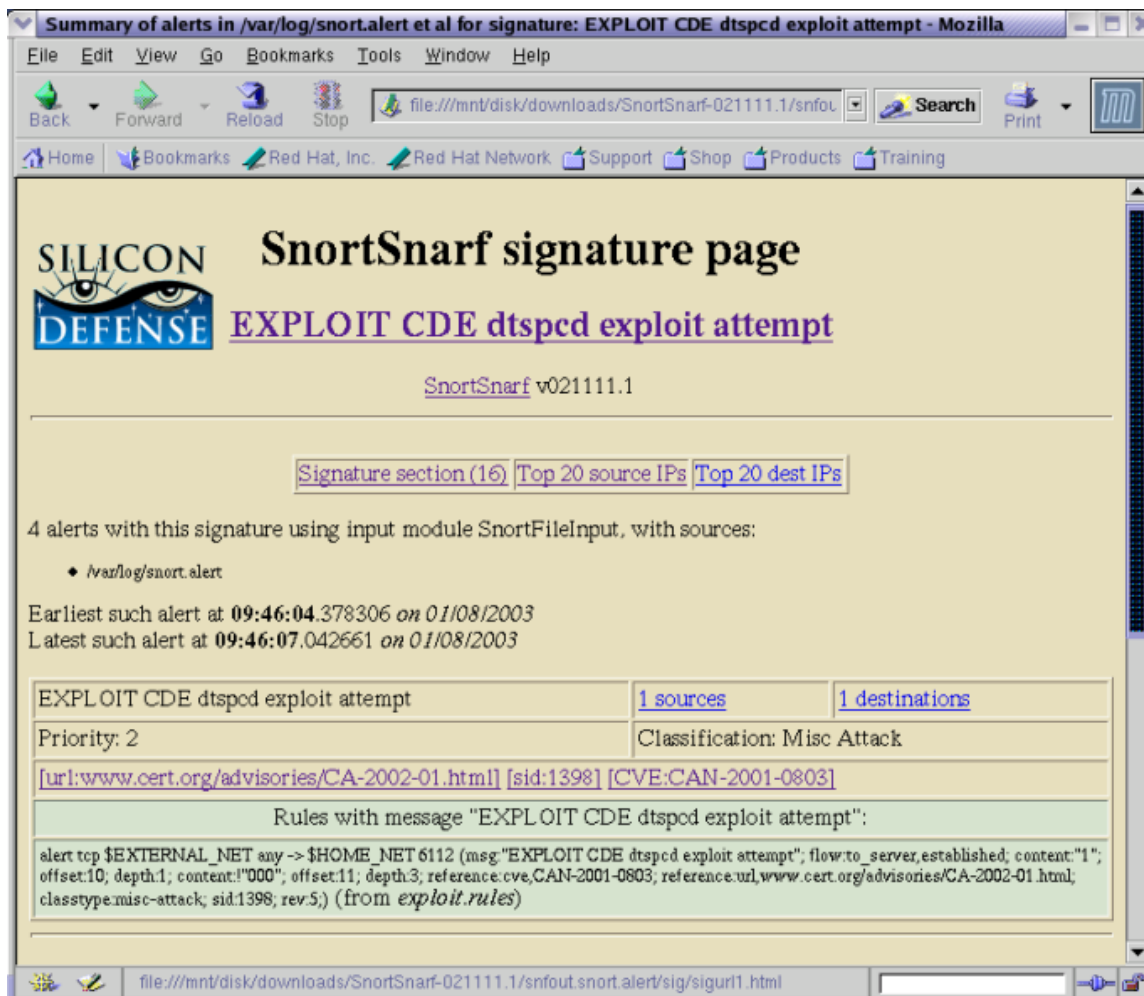 Summary of alerts in /var/log/snort.alert et al for signature: EXPLOIT CDE dtspcd exploit attempt - Mozilla
File Edit View Go Bookmarks Tools Window Help
Back Forward Reload Stop file:///mnt/disk/downloads/SnortSnarf-021111.1/snfou Search Print
Home Bookmarks Red Hat, Inc. Red Hat Network Support Shop Products Training
SILICON DEFENSE
SnortSnarf signature page
EXPLOIT CDE dtspcd exploit attempt
SnortSnarf v021111.1
Signature section (16) Top 20 source IPs Top 20 dest IPs
4 alerts with this signature using input module SnortFileInput, with sources:
• /var/log/snort.alert
Earliest such alert at 09:46:04.378306 on 01/08/2003
Latest such alert at 09:46:07.042661 on 01/08/2003
EXPLOIT CDE dtspcd exploit attempt 1 sources 1 destinations
Priority: 2 Classification: Misc Attack
[url:www.cert.org/advisories/CA-2002-01.html] [sid:1398] [CVE:CAN-2001-0803]
Rules with message "EXPLOIT CDE dtspcd exploit attempt":
alert tcp $EXTERNAL_NET any -> $HOME_NET 6112 (msg:"EXPLOIT CDE dtspcd exploit attempt"; flow:to_server,established; content:"1";
offset:10; depth:1; content:!"000"; offset:11; depth:3; reference:cve,CAN-2001-0803; reference:url,www.cert.org/advisories/CA-2002-01.html;
classtype:misc-attack; sid:1398; rev:5;) (from exploit.rules)
file:///mnt/disk/downloads/SnortSnarf-021111.1/snfout.snort.alert/sig/sigurl1.html